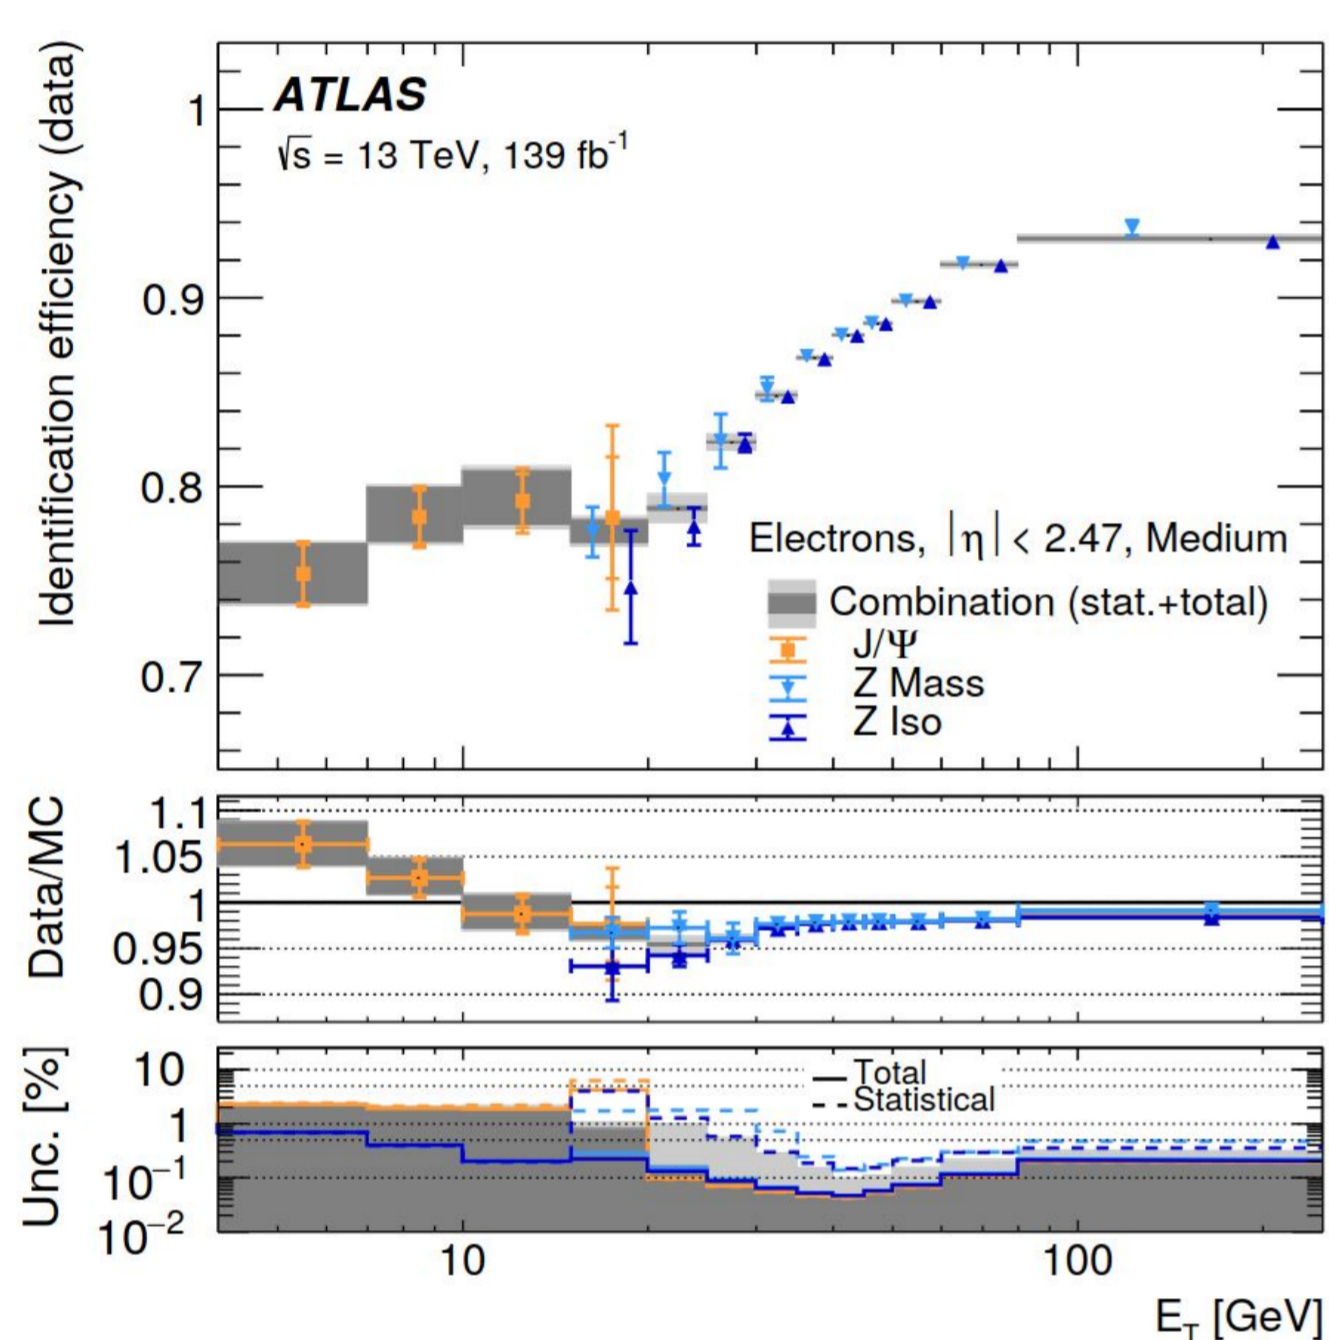 Identification efficiency (data)
1
0.9
0.8
0.7
ATLAS
√s = 13 TeV, 139 fb⁻¹
Electrons, |η| < 2.47, Medium
Combination (stat.+total)
J/Ψ
Z Mass
Z Iso
Data/MC
1.1
1.05
1
0.95
0.9
Unc. [%]
10
1
10⁻¹
10⁻²
Total
Statistical
10
100
E_T [GeV]